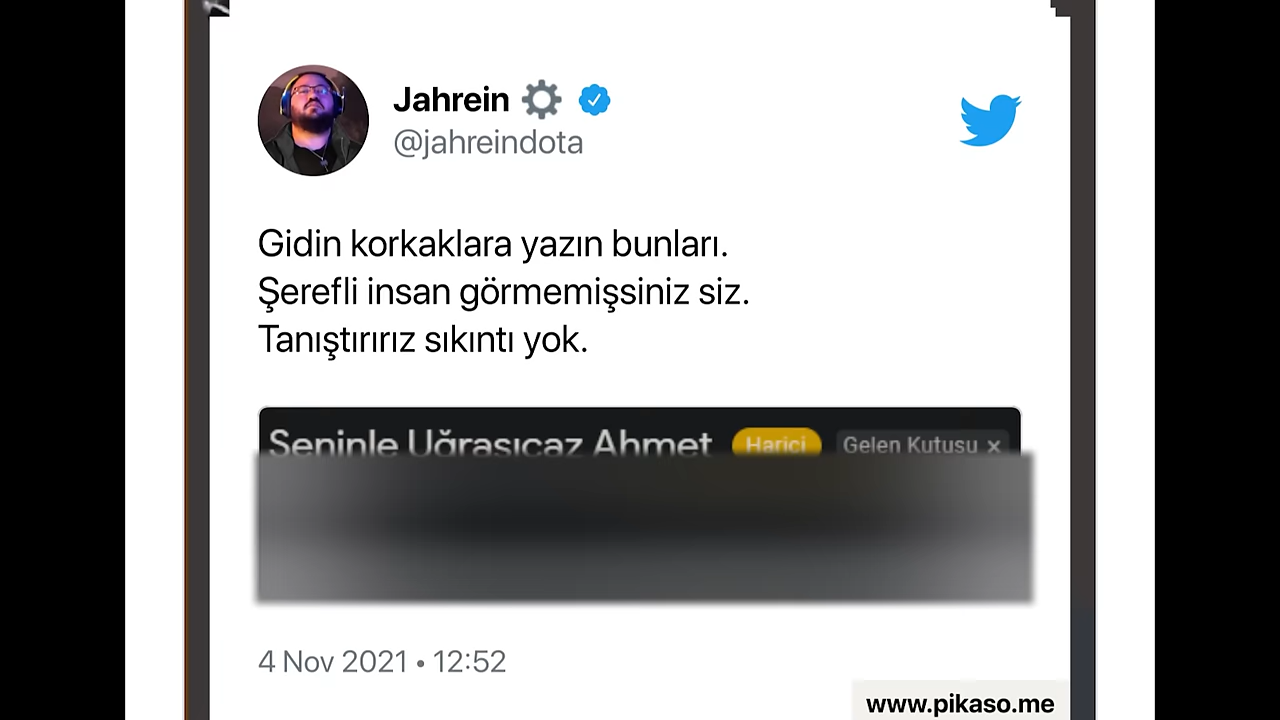 Jahrein
@jahreindota
Gidin korkaklara yazın bunları.
Şerefli insan görmemişsiniz siz.
Tanıştırırız sıkıntı yok.
Seninle Uğraşıcaz Ahmet Harici Gelen Kutusu ×
4 Nov 2021 • 12:52
www.pikaso.me